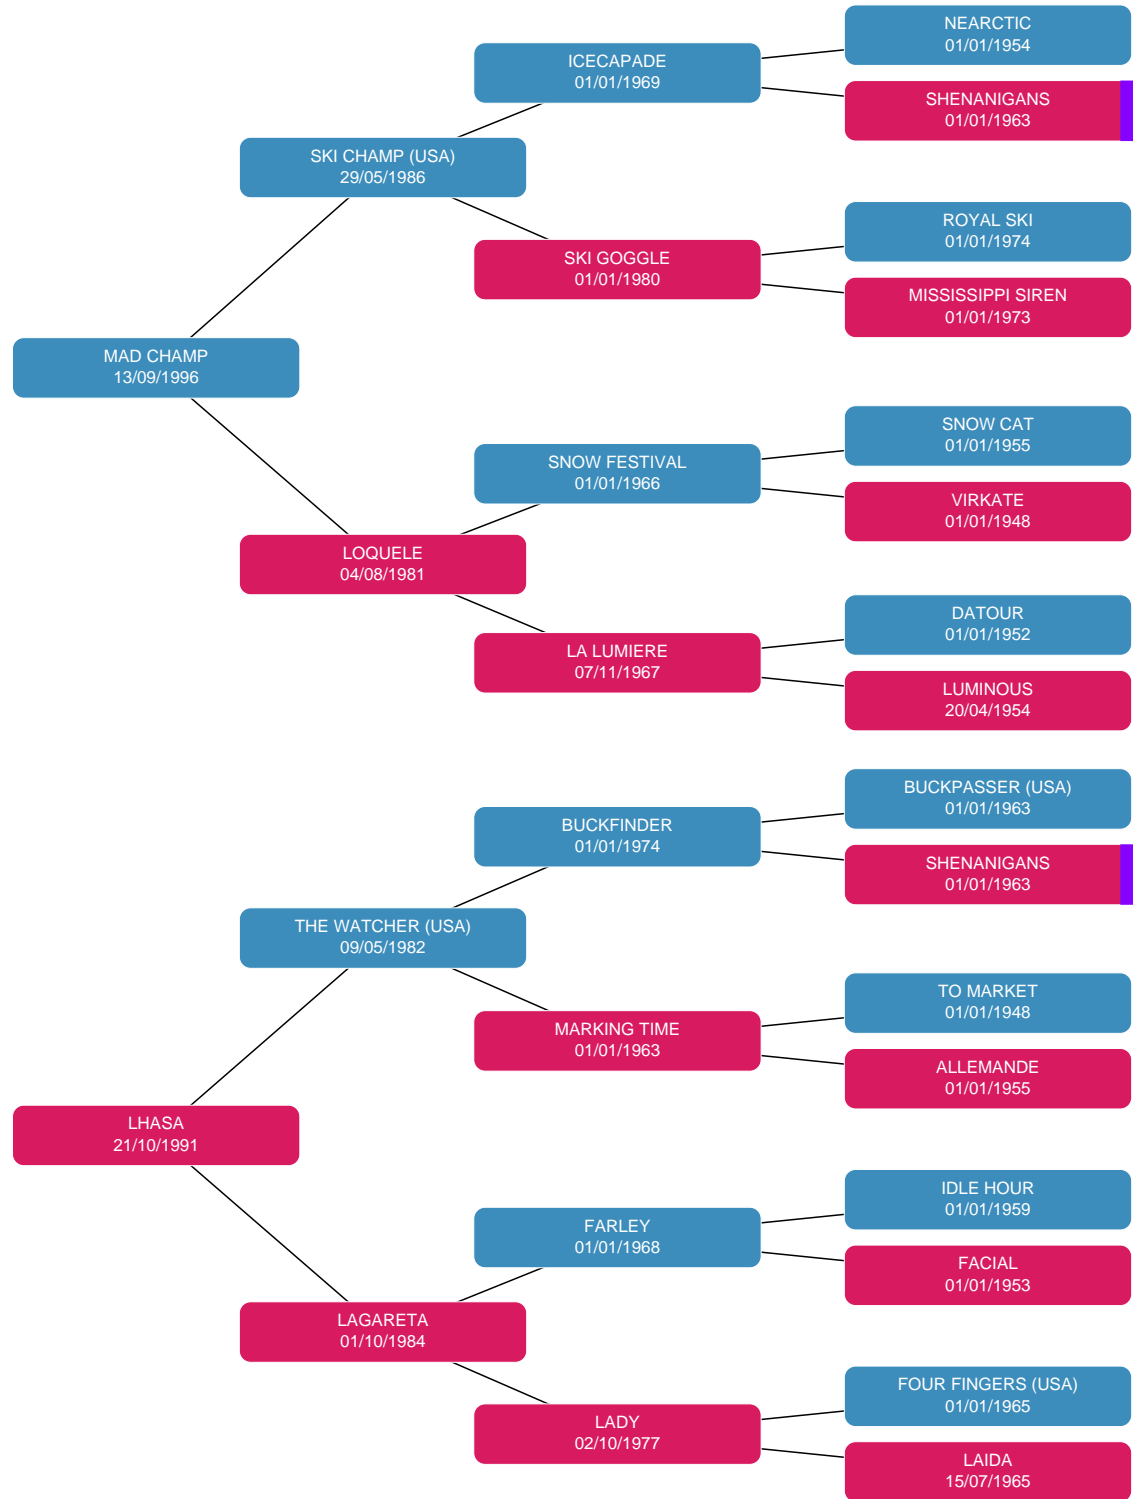 NEARCTIC
01/01/1954
ICECAPADE
01/01/1969
SHENANIGANS
01/01/1963
SKI CHAMP (USA)
29/05/1986
ROYAL SKI
01/01/1974
SKI GOGGLE
01/01/1980
MISSISSIPPI SIREN
01/01/1973
MAD CHAMP
13/09/1996
SNOW CAT
01/01/1955
SNOW FESTIVAL
01/01/1966
VIRKATE
01/01/1948
LOQUELE
04/08/1981
DATOUR
01/01/1952
LA LUMIERE
07/11/1967
LUMINOUS
20/04/1954
BUCKPASSER (USA)
01/01/1963
BUCKFINDER
01/01/1974
SHENANIGANS
01/01/1963
THE WATCHER (USA)
09/05/1982
TO MARKET
01/01/1948
MARKING TIME
01/01/1963
ALLEMANDE
01/01/1955
LHASA
21/10/1991
IDLE HOUR
01/01/1959
FARLEY
01/01/1968
FACIAL
01/01/1953
LAGARETA
01/10/1984
FOUR FINGERS (USA)
01/01/1965
LADY
02/10/1977
LAIDA
15/07/1965